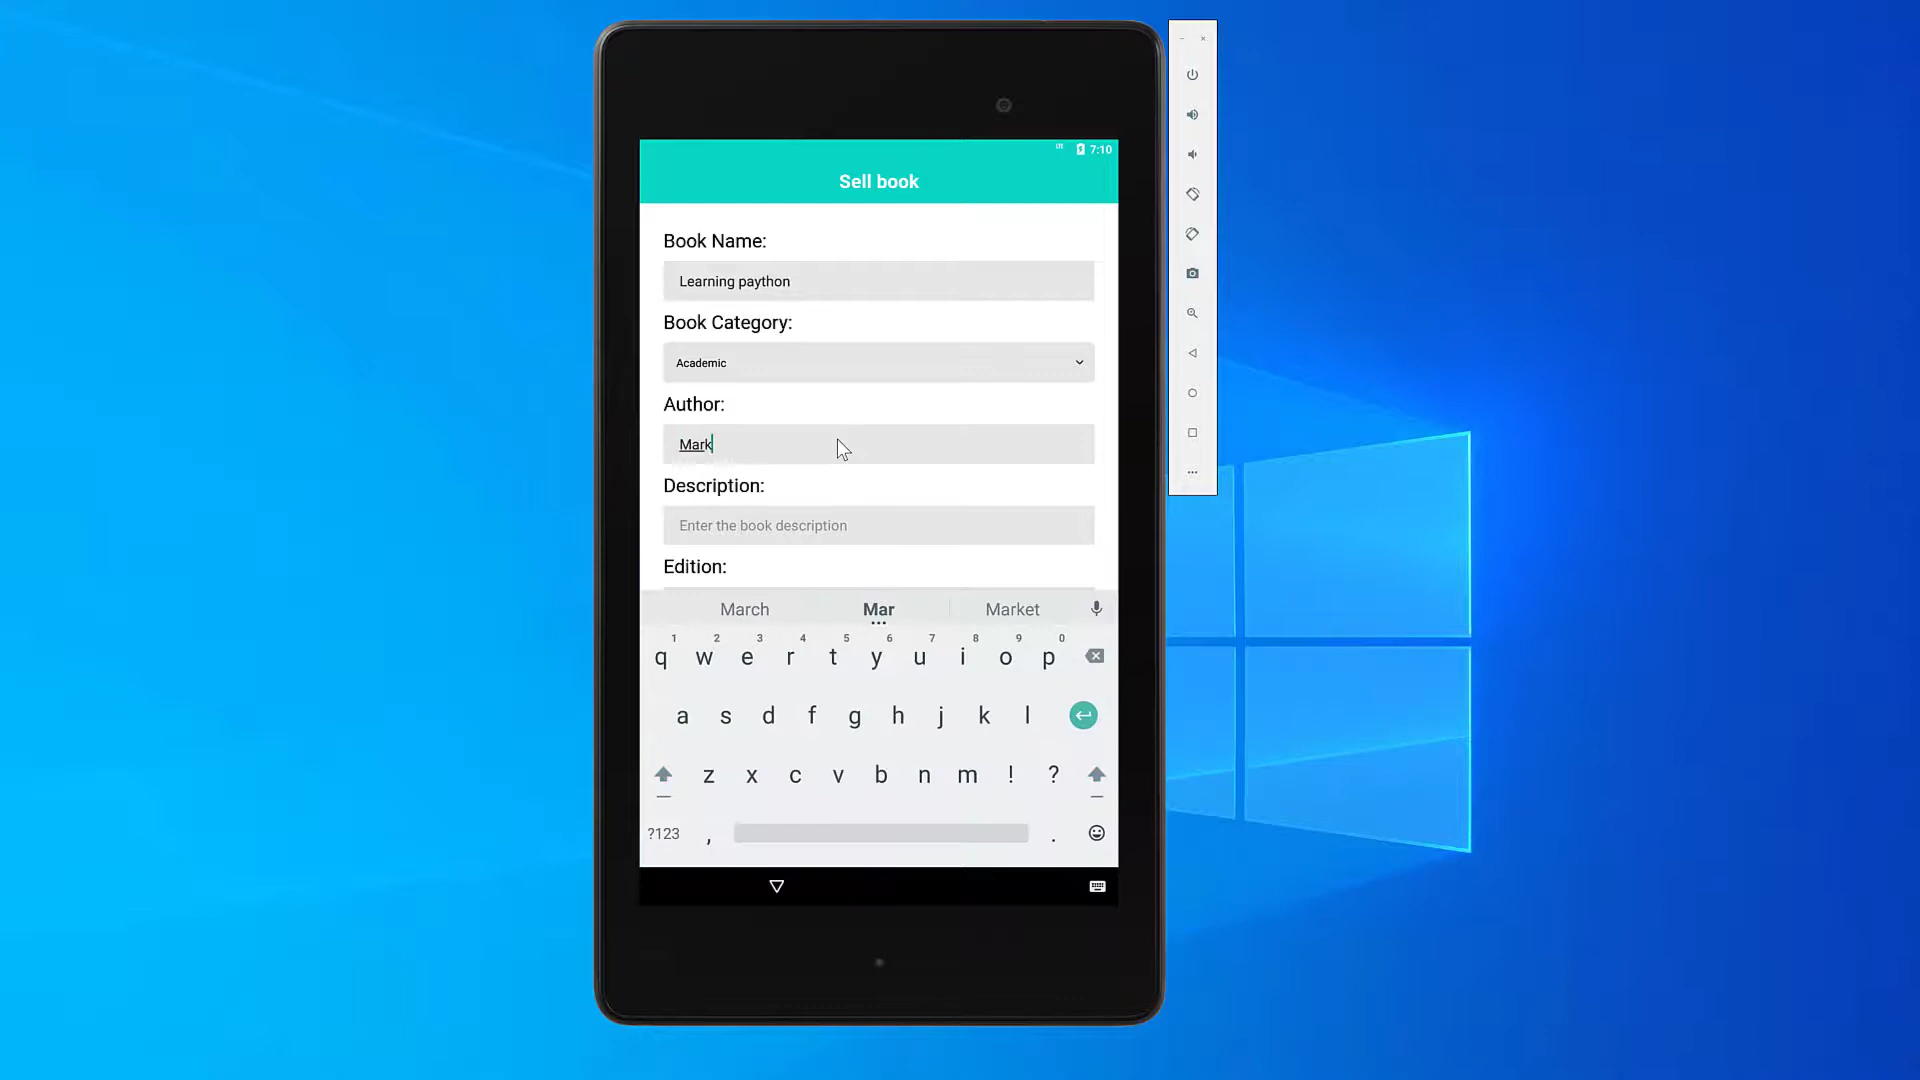 LTE 7:10
Sell book
Book Name:
Learning paython
Book Category:
Academic
Author:
Mark
Description:
Enter the book description
Edition:
March Mar Market
1 2 3 4 5 6 7 8 9 0
q w e r t y u i o p
a s d f g h j k l
z x c v b n m ! ?
?123 , .